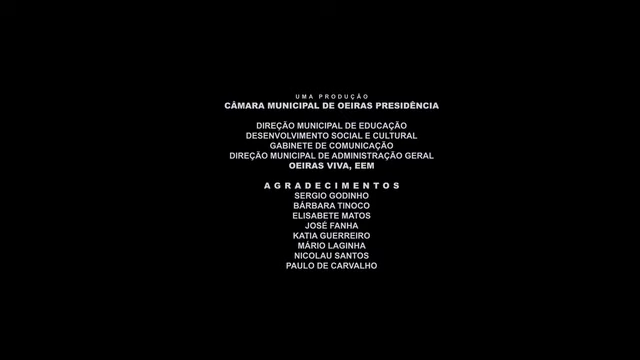 UMA PRODUÇÃO
CÂMARA MUNICIPAL DE OEIRAS PRESIDÊNCIA
DIREÇÃO MUNICIPAL DE EDUCAÇÃO
DESENVOLVIMENTO SOCIAL E CULTURAL
GABINETE DE COMUNICAÇÃO
DIREÇÃO MUNICIPAL DE ADMINISTRAÇÃO GERAL
OEIRAS VIVA, EEM
AGRADECIMENTOS
SERGIO GODINHO
BÁRBARA TINOCO
ELISABETE MATOS
JOSÉ FANHA
KATIA GUERREIRO
MÁRIO LAGINHA
NICOLAU SANTOS
PAULO DE CARVALHO